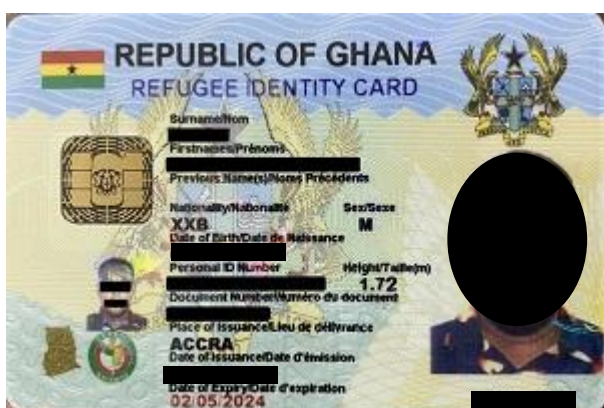 REPUBLIC OF GHANA
REFUGEE IDENTITY CARD
Surname/Nom
Firstnames/Prénoms
Previous Name(s)/Noms Précédents
Nationality/Nationalité Sex/Sexe
XXB M
Date of Birth/Date de Naissance
Personal ID Number Height/Taille(m)
1.72
Document Number/Numéro du document
Place of Issuance/Lieu de délivrance
ACCRA
Date of Issuance/Date d'émission
Date of Expiry/Date d'expiration
02/05/2024